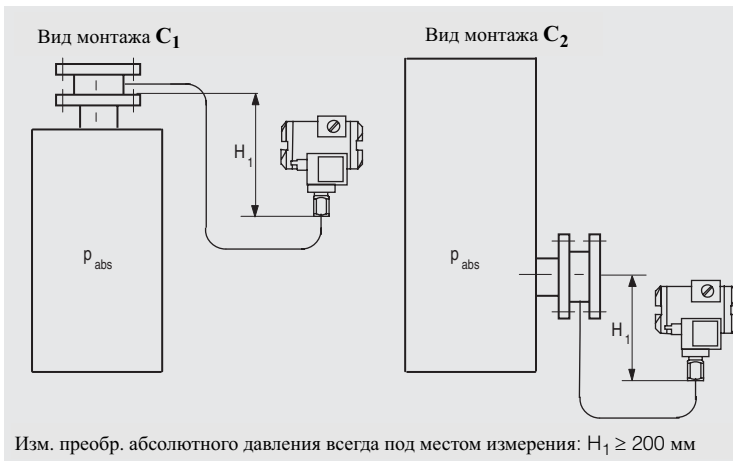 Вид монтажа C₁
Вид монтажа C₂
H₁
p abs
p abs
H₁
Изм. преобр. абсолютного давления всегда под местом измерения: H₁ ≥ 200 мм